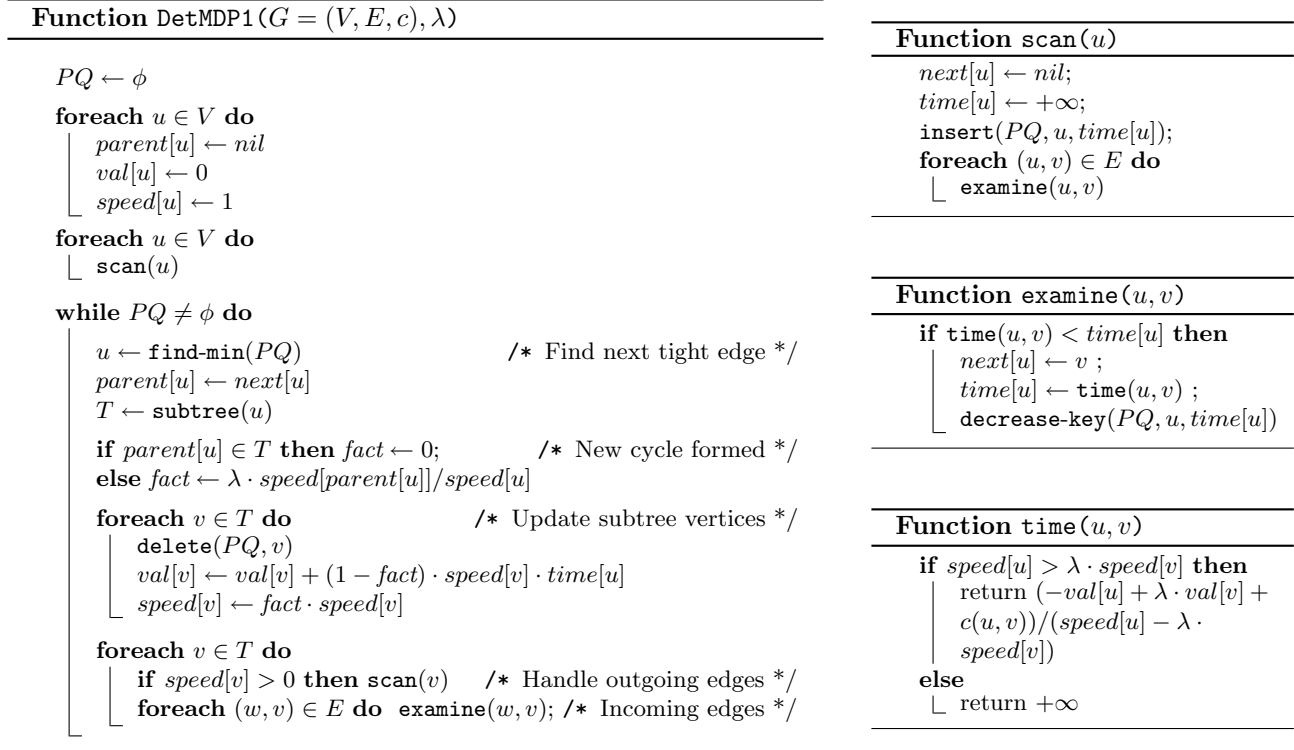 Function DetMDP1(G = (V, E, c), λ)
PQ ← ϕ
foreach u ∈ V do
parent[u] ← nil
val[u] ← 0
speed[u] ← 1
foreach u ∈ V do
scan(u)
while PQ ≠ ϕ do
u ← find-min(PQ) /* Find next tight edge */
parent[u] ← next[u]
T ← subtree(u)
if parent[u] ∈ T then fact ← 0; /* New cycle formed */
else fact ← λ · speed[parent[u]]/speed[u]
foreach v ∈ T do /* Update subtree vertices */
delete(PQ, v)
val[v] ← val[v] + (1 − fact) · speed[v] · time[u]
speed[v] ← fact · speed[v]
foreach v ∈ T do
if speed[v] > 0 then scan(v) /* Handle outgoing edges */
foreach (w, v) ∈ E do examine(w, v); /* Incoming edges */
Function scan(u)
next[u] ← nil;
time[u] ← +∞;
insert(PQ, u, time[u]);
foreach (u, v) ∈ E do
examine(u, v)
Function examine(u, v)
if time(u, v) < time[u] then
next[u] ← v ;
time[u] ← time(u, v) ;
decrease-key(PQ, u, time[u])
Function time(u, v)
if speed[u] > λ · speed[v] then
return (−val[u] + λ · val[v] +
c(u, v))/(speed[u] − λ ·
speed[v])
else
return +∞